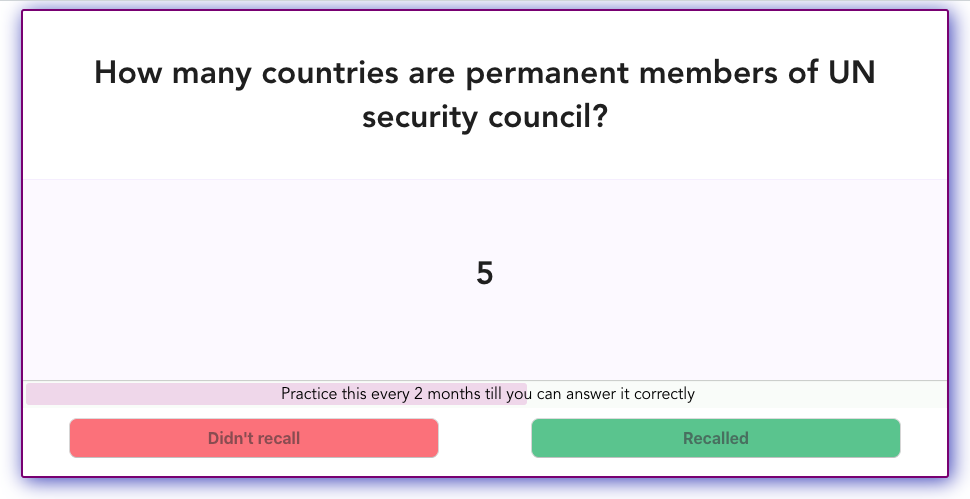 How many countries are permanent members of UN
security council?
5
Practice this every 2 months till you can answer it correctly
Didn't recall
Recalled